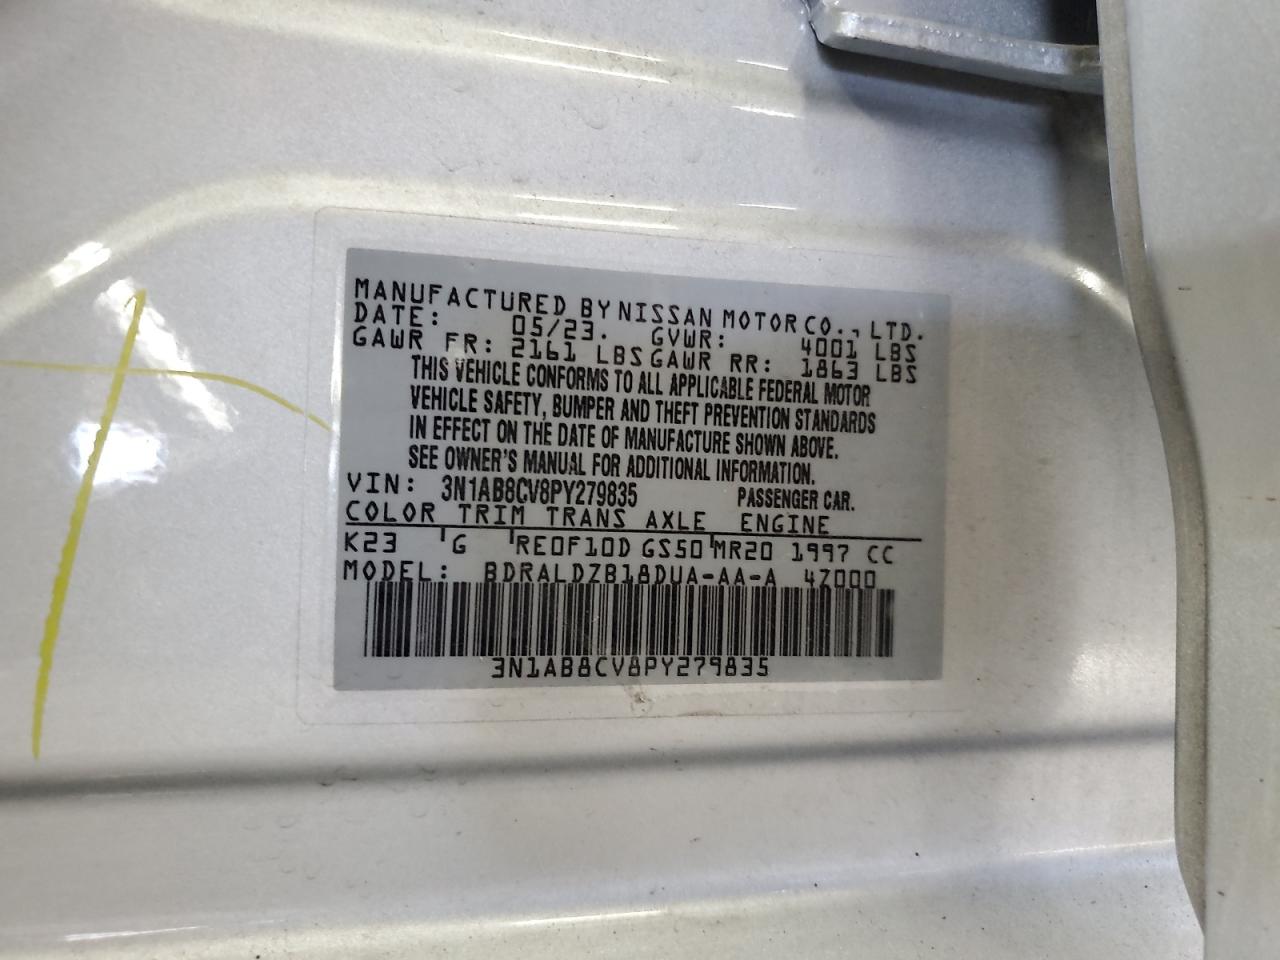 MANUFACTURED BY NISSAN MOTOR CO., LTD.
DATE: 05/23. GVWR: 4001 LBS
GAWR FR: 2161 LBS GAWR RR: 1863 LBS
THIS VEHICLE CONFORMS TO ALL APPLICABLE FEDERAL MOTOR
VEHICLE SAFETY, BUMPER AND THEFT PREVENTION STANDARDS
IN EFFECT ON THE DATE OF MANUFACTURE SHOWN ABOVE.
SEE OWNER'S MANUAL FOR ADDITIONAL INFORMATION.
VIN: 3N1AB8CV8PY279835 PASSENGER CAR.
COLOR TRIM TRANS AXLE ENGINE
K23 G RE0F10D GS50 MR20 1997 CC
MODEL: BDRALDZB18DUA-AA-A 4Z000
3N1AB8CV8PY279835